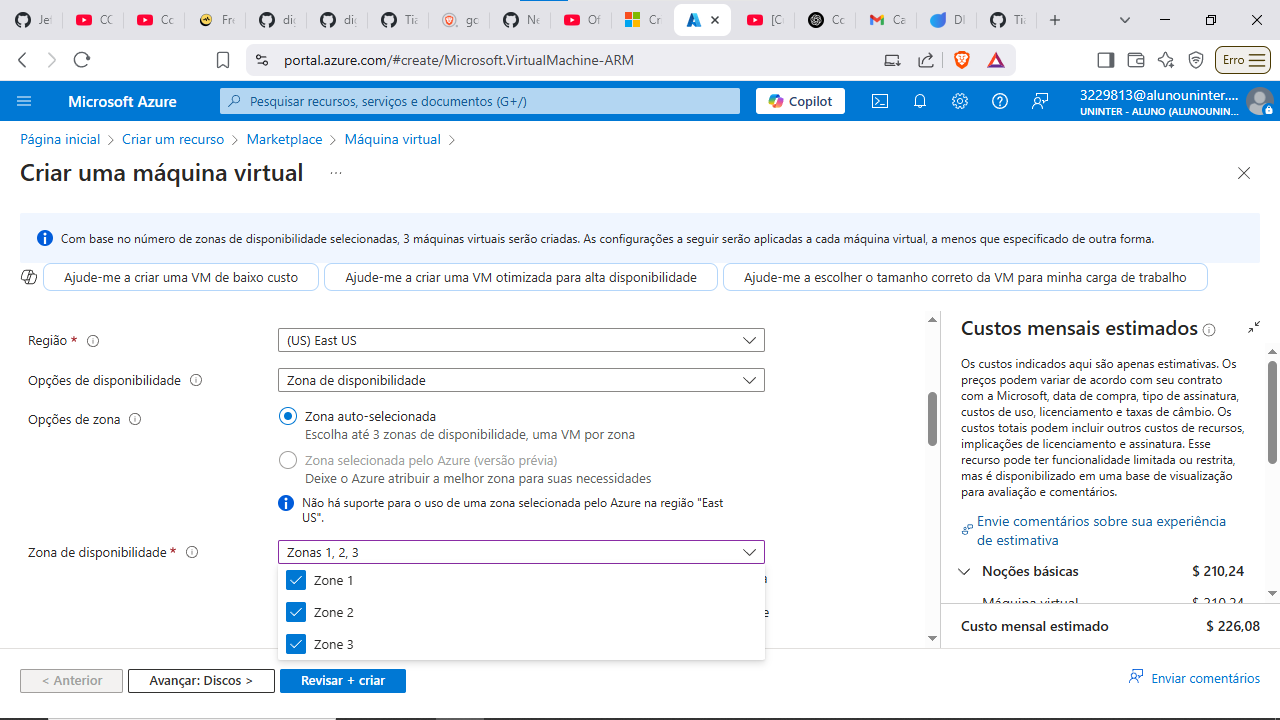 Jet
CC
Cc
Fre
dig
dig
Tia
gc
Ne
Of
Cr
[C
Cc
Ca
DI
Tia
portal.azure.com/#create/Microsoft.VirtualMachine-ARM
Erro
Microsoft Azure
Pesquisar recursos, serviços e documentos (G+/)
Copilot
3229813@alunouninter....
UNINTER - ALUNO (ALUNOUNIN...
Página inicial > Criar um recurso > Marketplace > Máquina virtual >
Criar uma máquina virtual ...
Com base no número de zonas de disponibilidade selecionadas, 3 máquinas virtuais serão criadas. As configurações a seguir serão aplicadas a cada máquina virtual, a menos que especificado de outra forma.
Ajude-me a criar uma VM de baixo custo
Ajude-me a criar uma VM otimizada para alta disponibilidade
Ajude-me a escolher o tamanho correto da VM para minha carga de trabalho
Região *
(US) East US
Opções de disponibilidade
Zona de disponibilidade
Opções de zona
Zona auto-selecionada
Escolha até 3 zonas de disponibilidade, uma VM por zona
Zona selecionada pelo Azure (versão prévia)
Deixe o Azure atribuir a melhor zona para suas necessidades
Não há suporte para o uso de uma zona selecionada pelo Azure na região "East
US".
Zona de disponibilidade *
Zonas 1, 2, 3
Zone 1
Zone 2
Zone 3
Custos mensais estimados
Os custos indicados aqui são apenas estimativas. Os
preços podem variar de acordo com seu contrato
com a Microsoft, data de compra, tipo de assinatura,
custos de uso, licenciamento e taxas de câmbio. Os
custos totais podem incluir outros custos de recursos,
implicações de licenciamento e assinatura. Esse
recurso pode ter funcionalidade limitada ou restrita,
mas é disponibilizado em uma base de visualização
para avaliação e comentários.
Envie comentários sobre sua experiência
de estimativa
Noções básicas $ 210,24
Máquina virtual $ 210,24
Custo mensal estimado $ 226,08
< Anterior
Avançar: Discos >
Revisar + criar
Enviar comentários